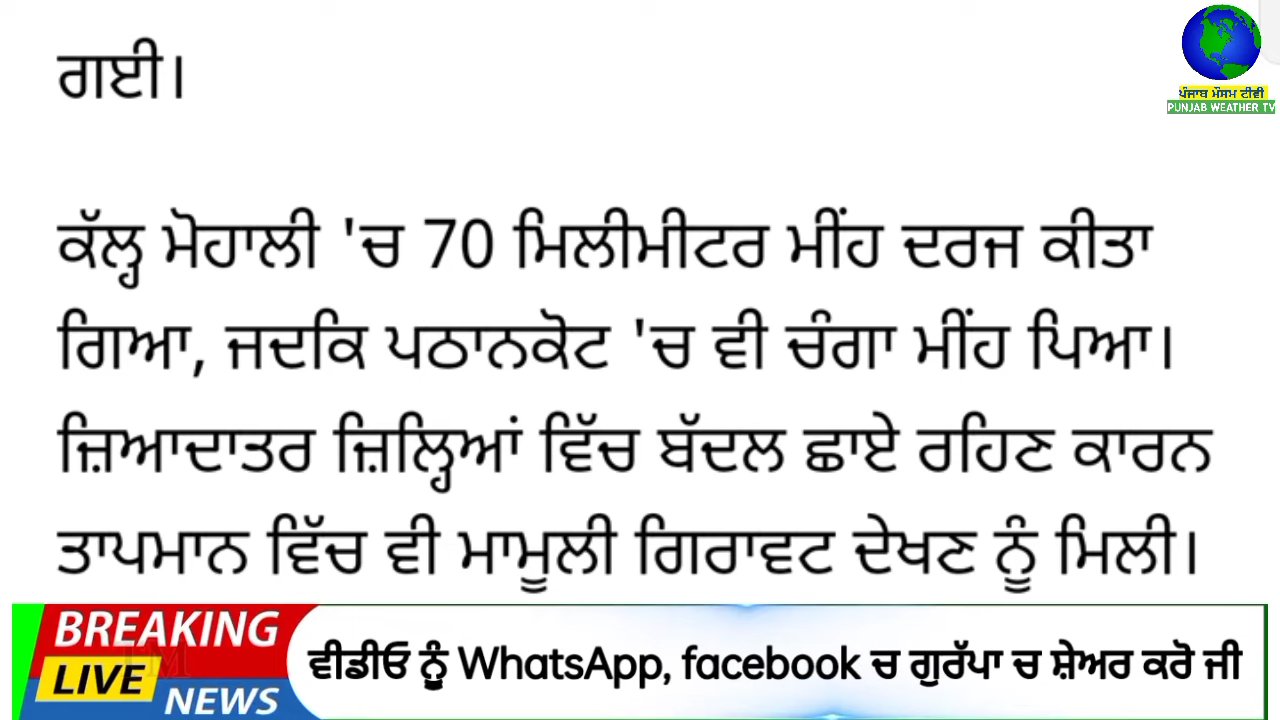 ਗਈ।
ਪੰਜਾਬ ਮੌਸਮ ਟੀਵੀ
PUNJAB WEATHER TV
ਕੱਲ੍ਹ ਮੋਹਾਲੀ 'ਚ 70 ਮਿਲੀਮੀਟਰ ਮੀਂਹ ਦਰਜ ਕੀਤਾ
ਗਿਆ, ਜਦਕਿ ਪਠਾਨਕੋਟ 'ਚ ਵੀ ਚੰਗਾ ਮੀਂਹ ਪਿਆ।
ਜ਼ਿਆਦਾਤਰ ਜ਼ਿਲ੍ਹਿਆਂ ਵਿੱਚ ਬੱਦਲ ਛਾਏ ਰਹਿਣ ਕਾਰਨ
ਤਾਪਮਾਨ ਵਿੱਚ ਵੀ ਮਾਮੂਲੀ ਗਿਰਾਵਟ ਦੇਖਣ ਨੂੰ ਮਿਲੀ।
BREAKING
LIVE
NEWS
ਵੀਡੀਓ ਨੂੰ WhatsApp, facebook ਚ ਗੁਰੱਪਾ ਚ ਸ਼ੇਅਰ ਕਰੋ ਜੀ